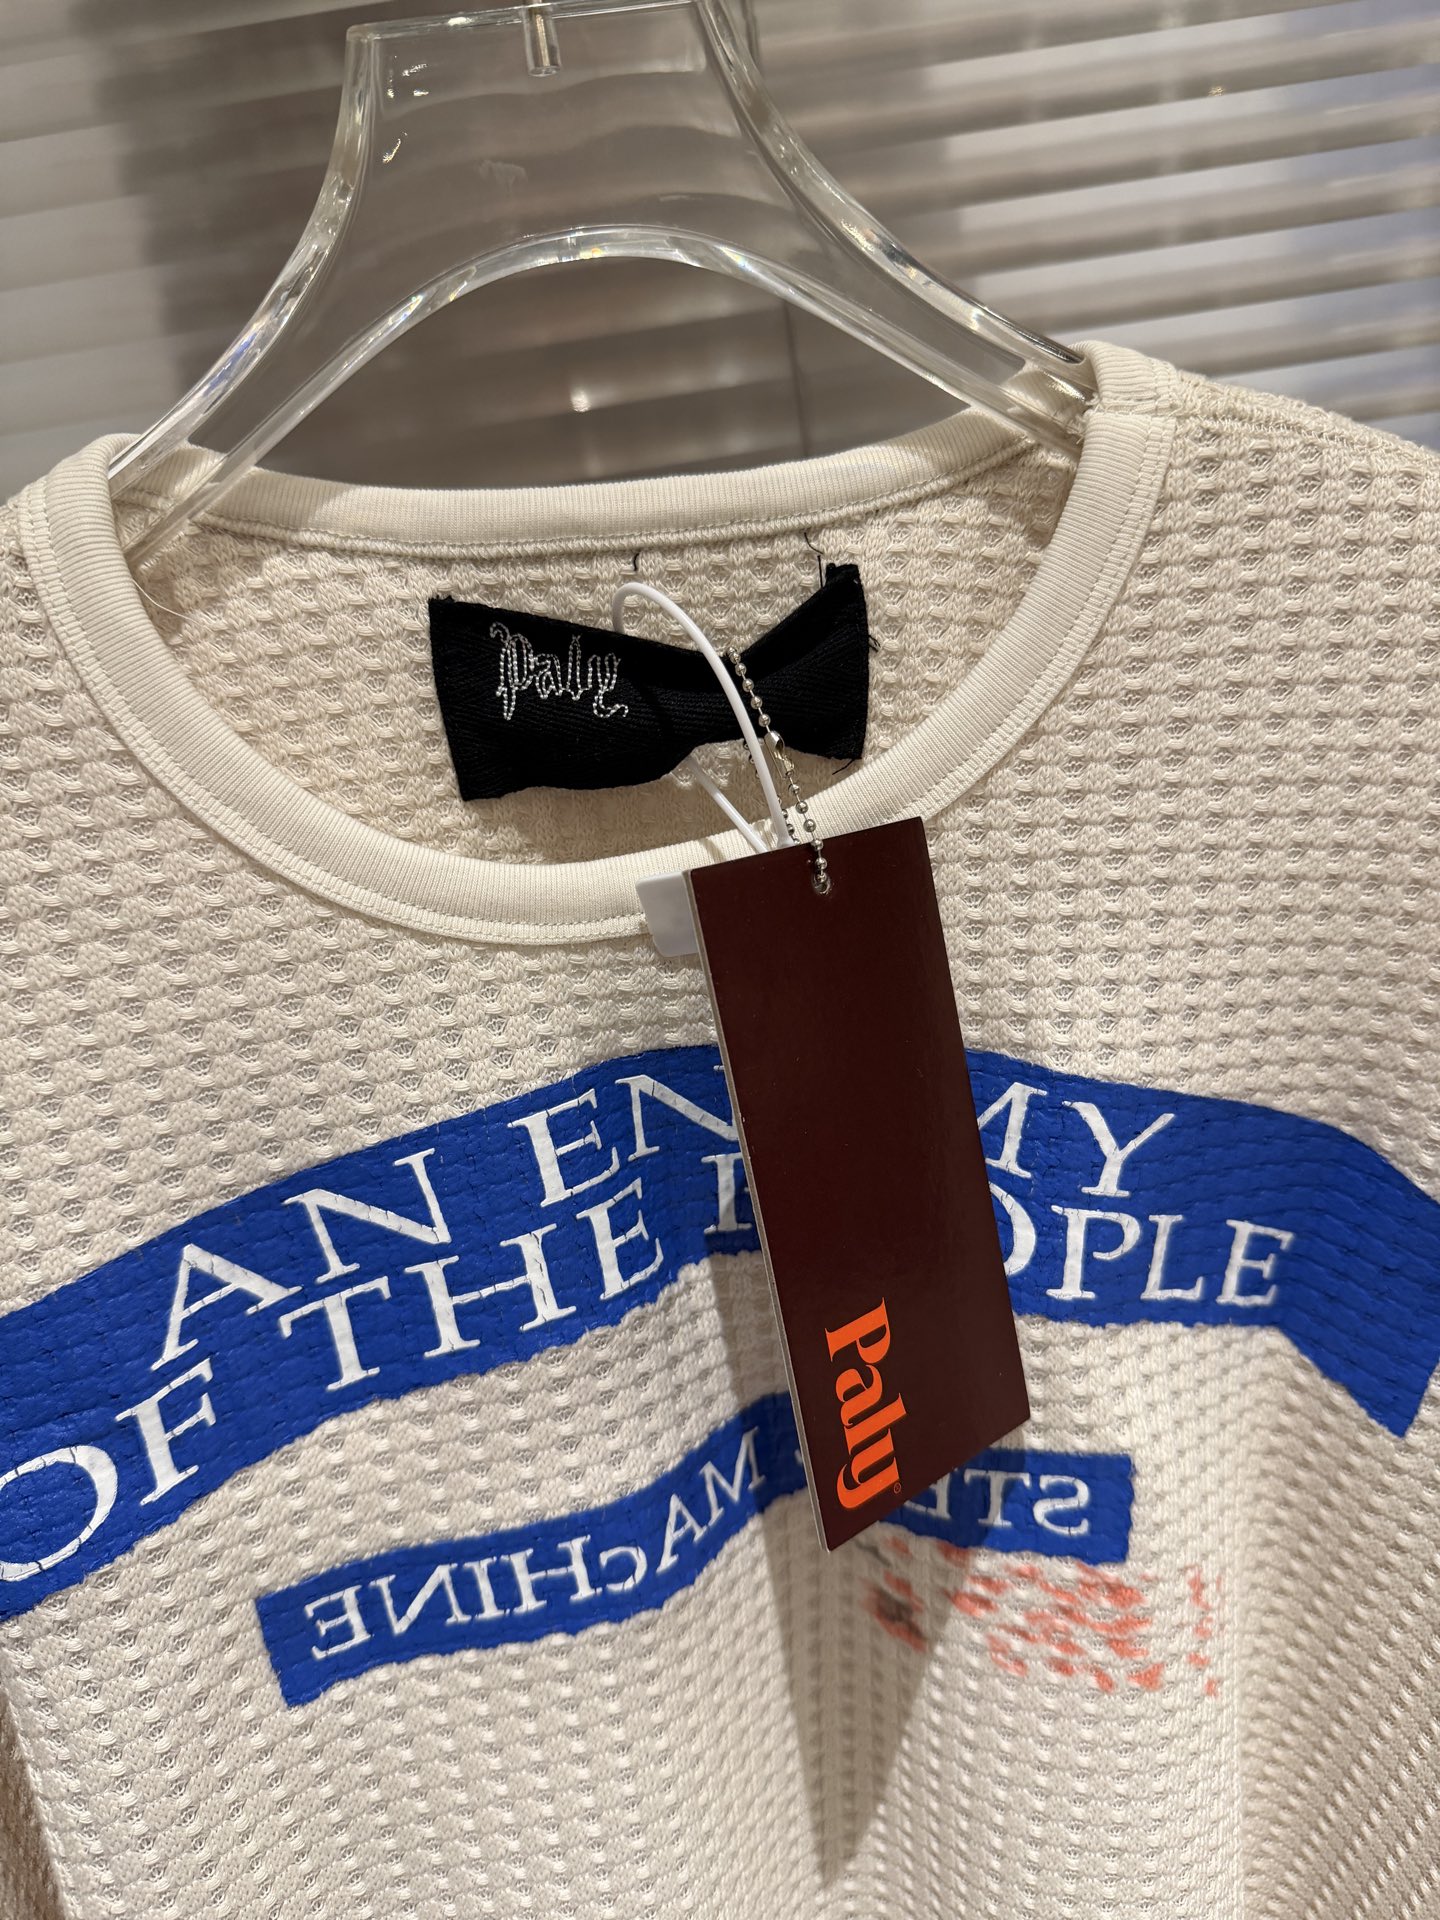 Paly
AN ENEMY
OF THE PEOPLE
MACHINE
Paly